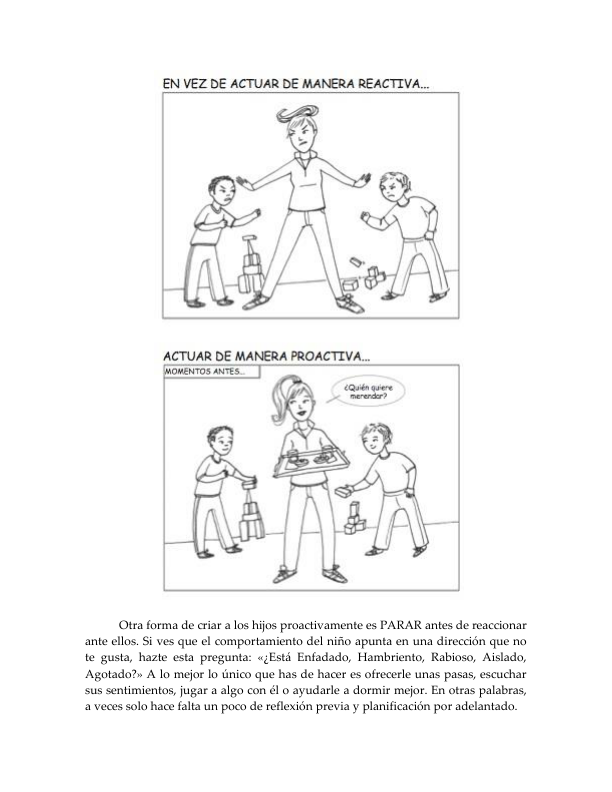 EN VEZ DE ACTUAR DE MANERA REACTIVA...
ACTUAR DE MANERA PROACTIVA...
MOMENTOS ANTES...
¿Quién quiere
merendar?
Otra forma de criar a los hijos proactivamente es PARAR antes de reaccionar
ante ellos. Si ves que el comportamiento del niño apunta en una dirección que no
te gusta, hazte esta pregunta: «¿Está Enfadado, Hambriento, Rabioso, Aislado,
Agotado?» A lo mejor lo único que has de hacer es ofrecerle unas pasas, escuchar
sus sentimientos, jugar a algo con él o ayudarle a dormir mejor. En otras palabras,
a veces solo hace falta un poco de reflexión previa y planificación por adelantado.